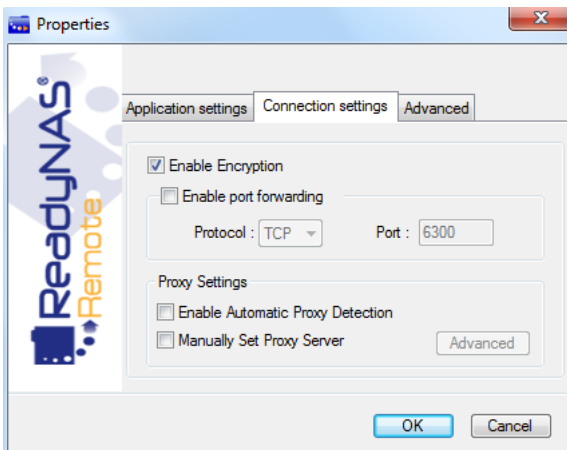 Properties
ReadyNAS®
Remote
Application settings
Connection settings
Advanced
Enable Encryption
Enable port forwarding
Protocol : TCP
Port : 6300
Proxy Settings
Enable Automatic Proxy Detection
Manually Set Proxy Server
Advanced
OK
Cancel